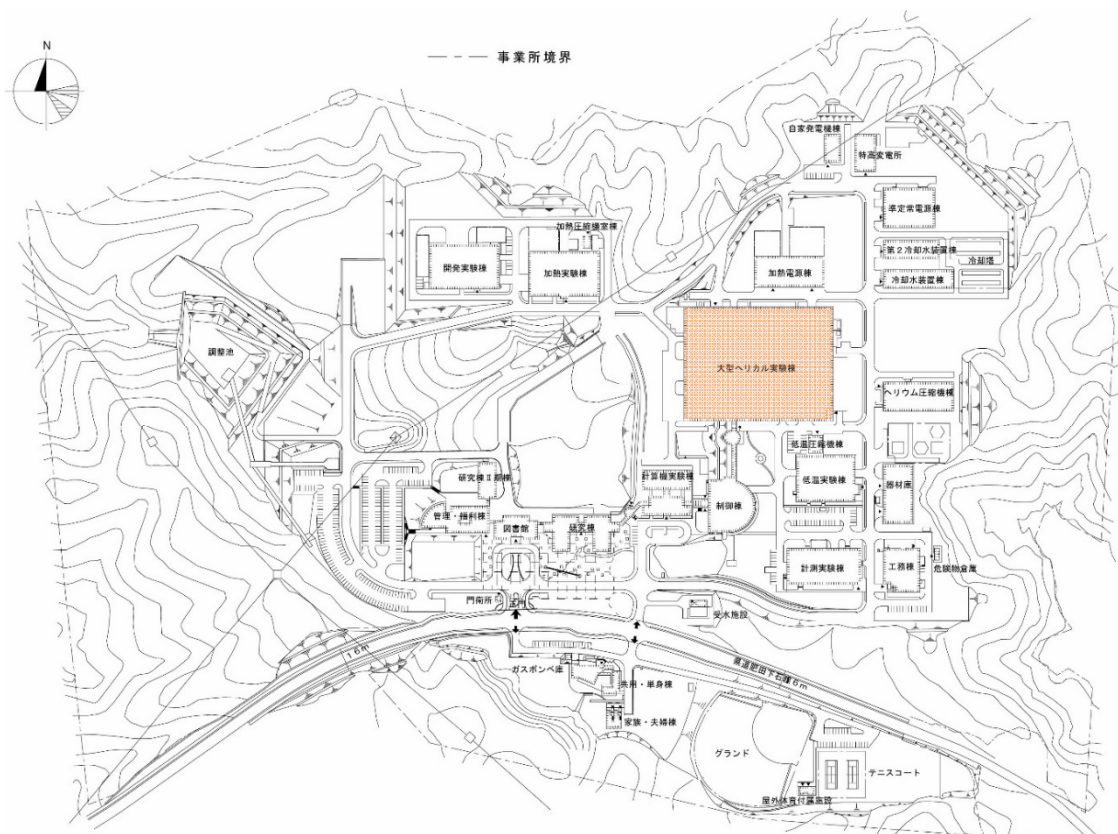 N
事業所境界
自家発電機棟
特高変電所
準定常電源棟
加熱圧縮機室棟
第2冷却水装置棟
冷却塔
開発実験棟
加熱実験棟
加熱電源棟
冷却水装置棟
調整池
大型ヘリカル実験棟
ヘリウム圧縮機棟
低温圧縮機棟
研究棟Ⅱ期棟
計算機実験棟
低温実験棟
器材庫
管理・福利棟
図書館
研究棟
制御棟
計測実験棟
工務棟
危険物倉庫
正門
受水施設
16m
ガスボンベ庫
共用・単身棟
家族・夫婦棟
グランド
テニスコート
屋外体育付属施設